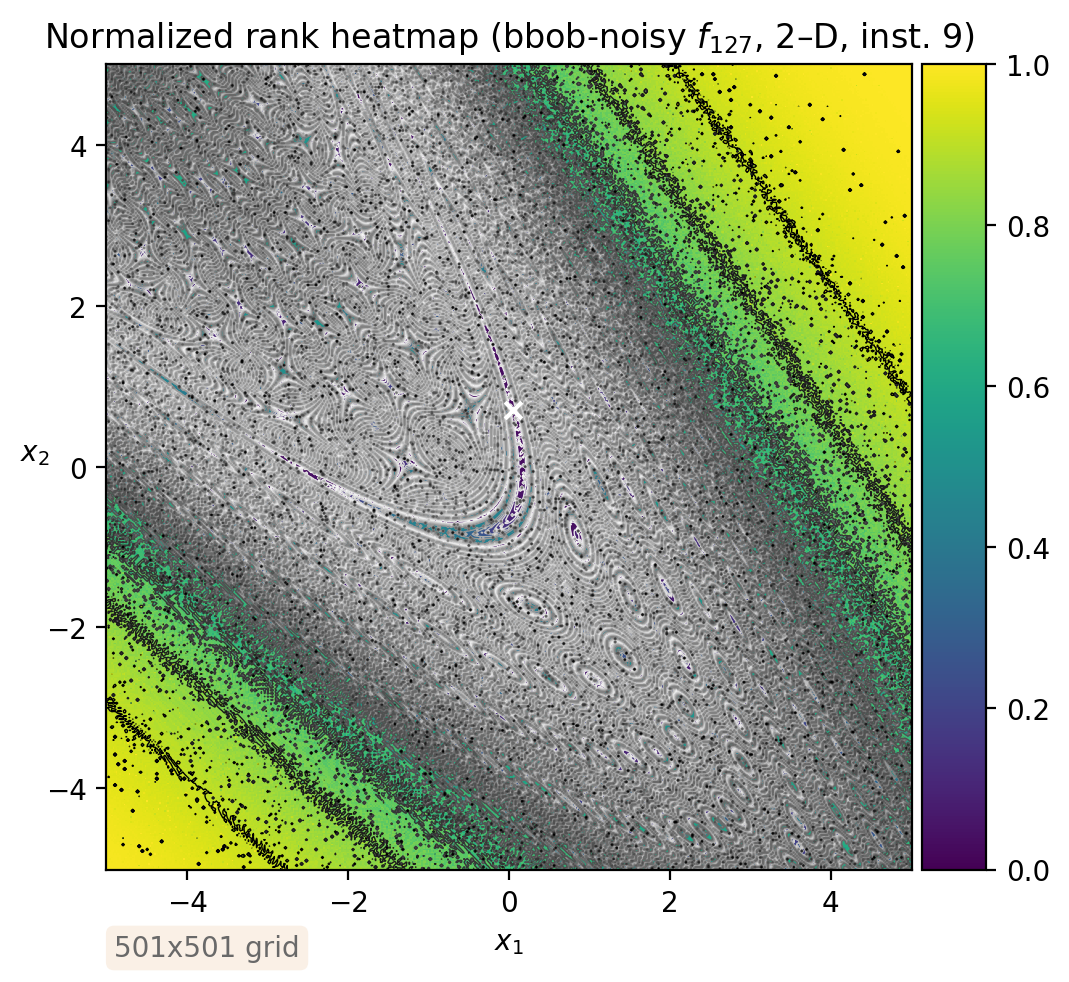 Normalized rank heatmap (bbob-noisy f₁₂₇, 2–D, inst. 9)
1.0
0.8
0.6
0.4
0.2
0.0
4
2
0
−2
−4
x₂
−4 −2 0 2 4
x₁
501x501 grid